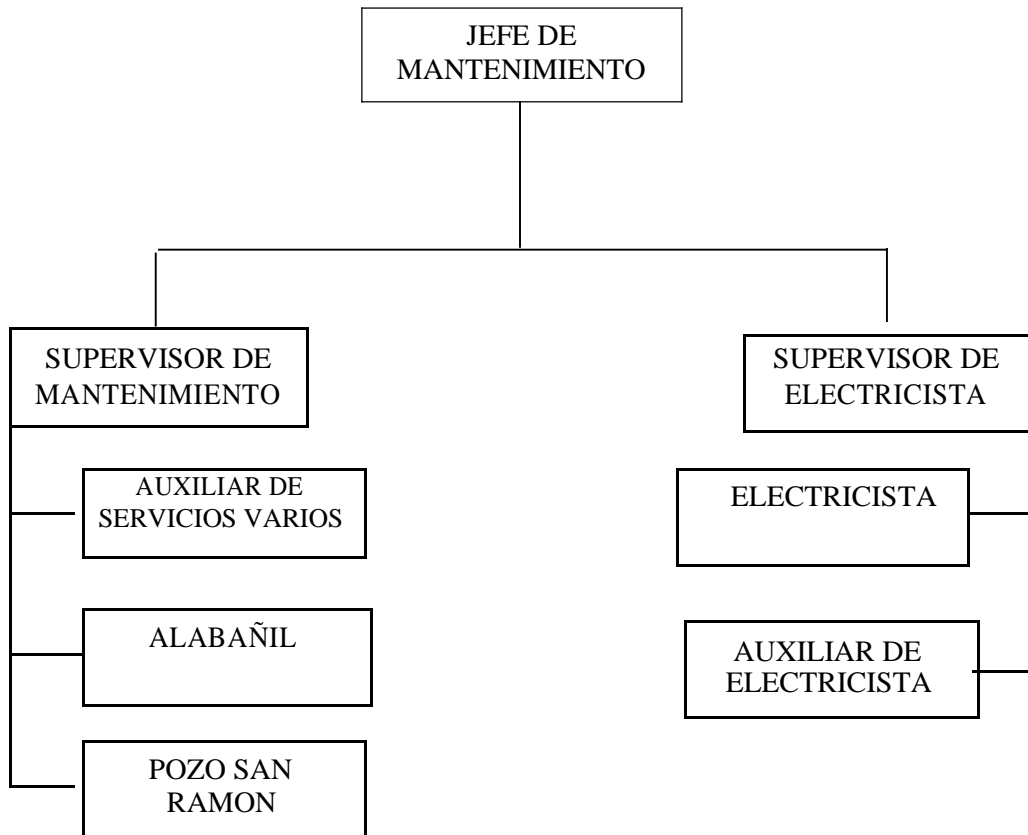 JEFE DE
MANTENIMIENTO
SUPERVISOR DE
MANTENIMIENTO
SUPERVISOR DE
ELECTRICISTA
AUXILIAR DE
SERVICIOS VARIOS
ELECTRICISTA
ALABAÑIL
AUXILIAR DE
ELECTRICISTA
POZO SAN
RAMON